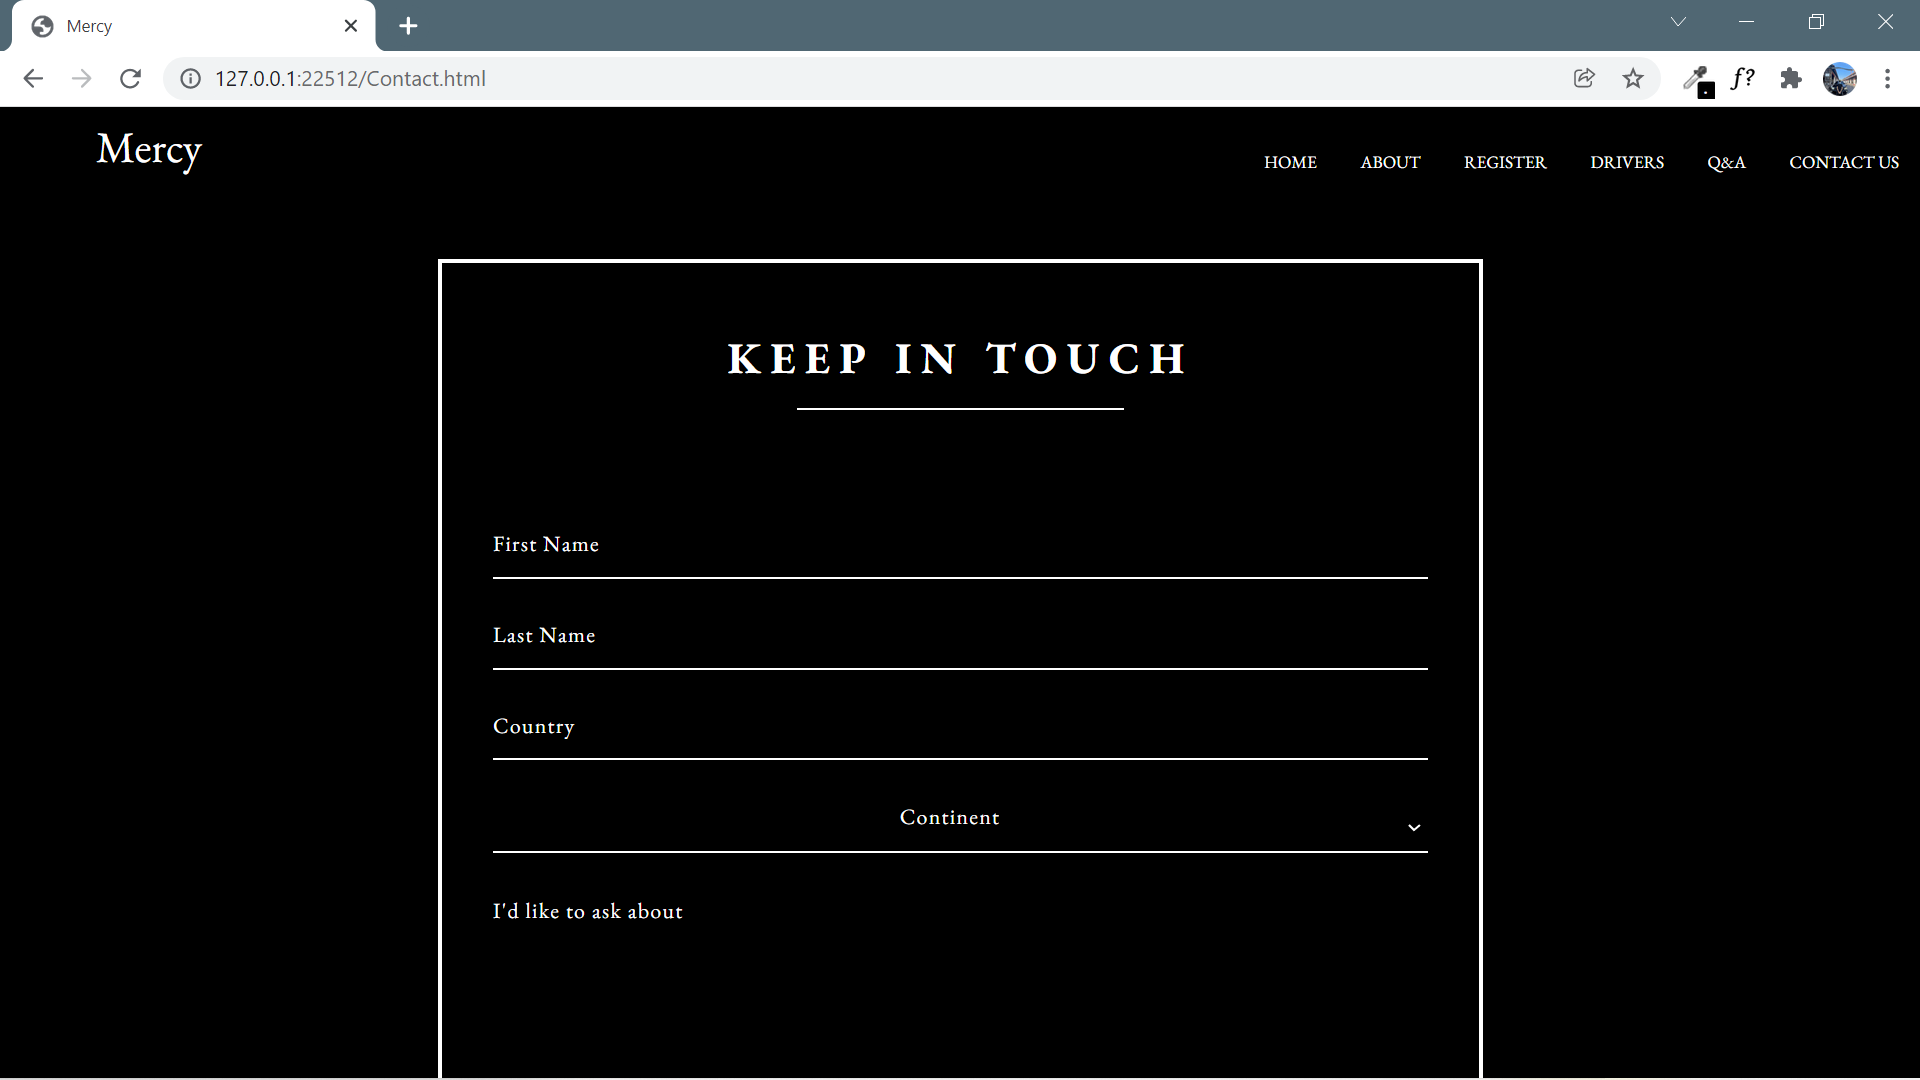 Mercy
127.0.0.1:22512/Contact.html
f?
Mercy
HOME ABOUT REGISTER DRIVERS Q&A CONTACT US
KEEP IN TOUCH
First Name
Last Name
Country
Continent
I'd like to ask about